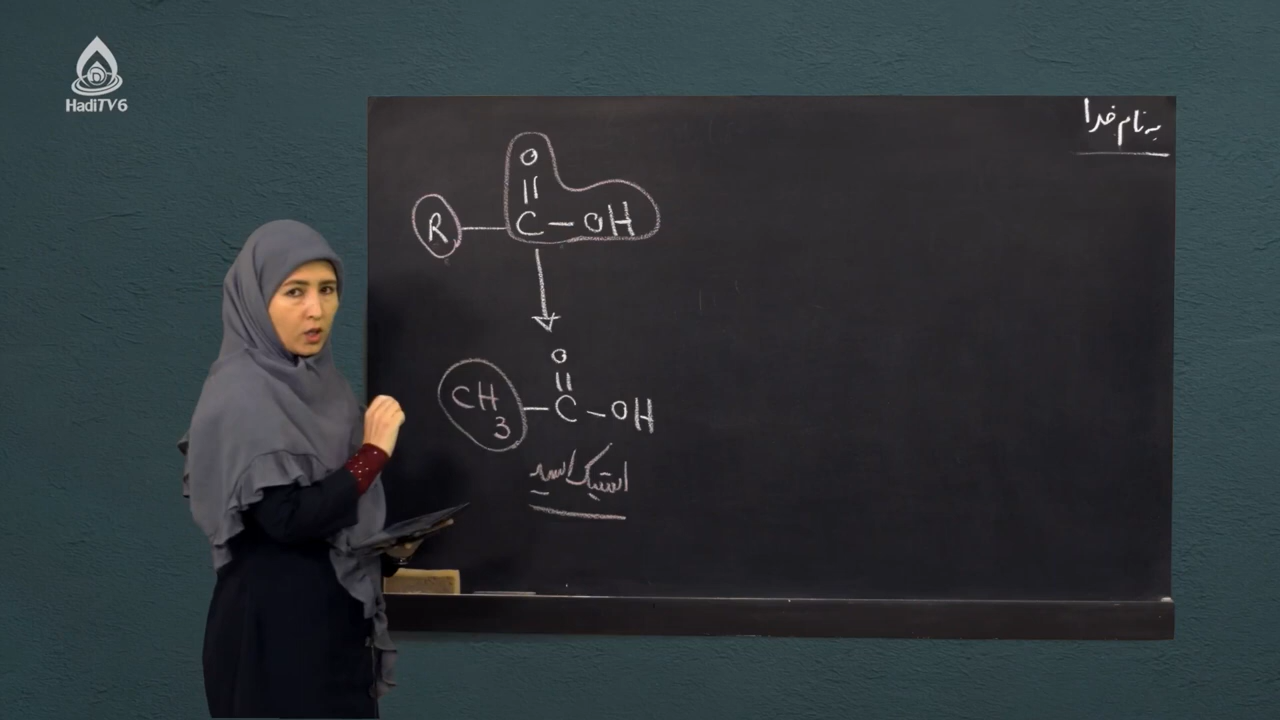 HadiTV6
به نام خدا
O
||
R — C — OH
O
||
CH3 — C — OH
استیک اسید